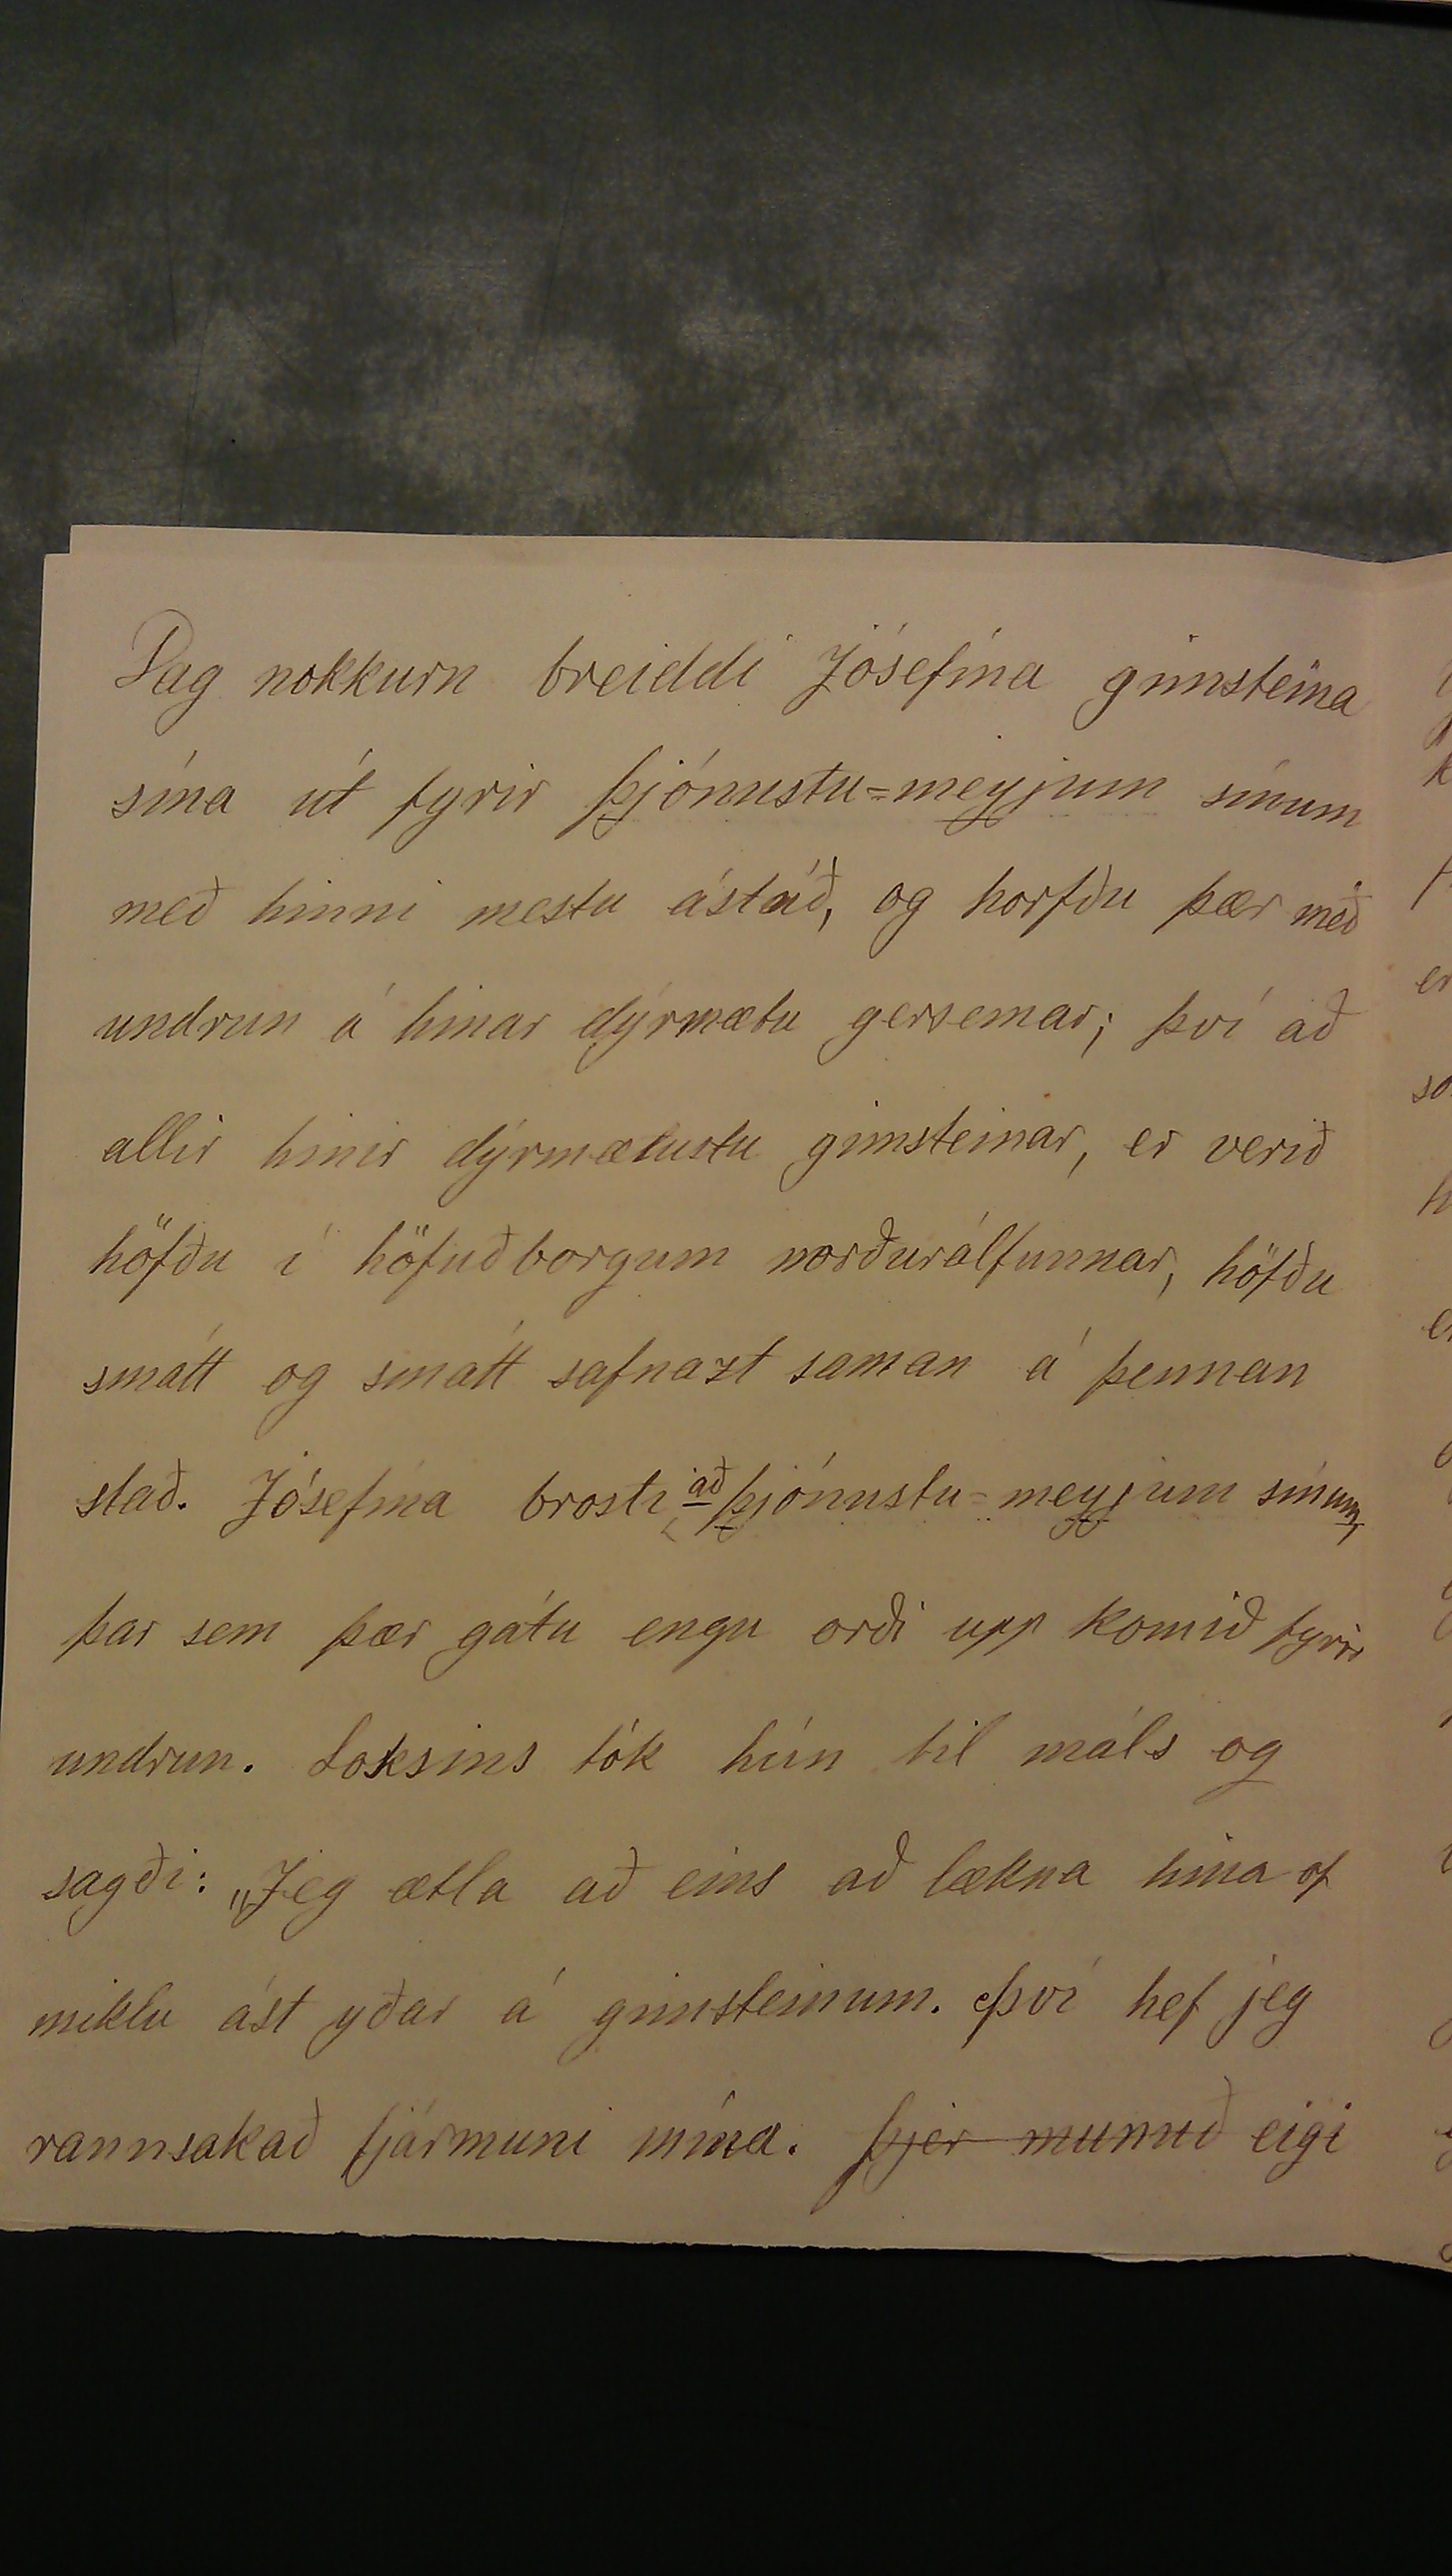 Dag nokkurn breiddi Jósefína gimsteina
sína út fyrir þjónustu=meyjum sínum
með hinni mestu ástúð, og horfðu þær með
undrun á hinar dýrmætu gersemar; því að
allir hinir dýrmætustu gimsteinar, er verið
höfðu í höfuðborgum norðurálfunnar, höfðu
smátt og smátt safnazt saman á þennan
stað. Jósefína brosti að þjónustu=meyjum sínum,
þar sem þær gátu engu orði upp komið fyrir
undrun. Loksins tók hún til máls og
sagði: „Jeg ætla að eins að lækna hina of
miklu ást yðar á gimsteinum. Því hef jeg
rannsakað fjármuni mína. Þjer munuð eigi